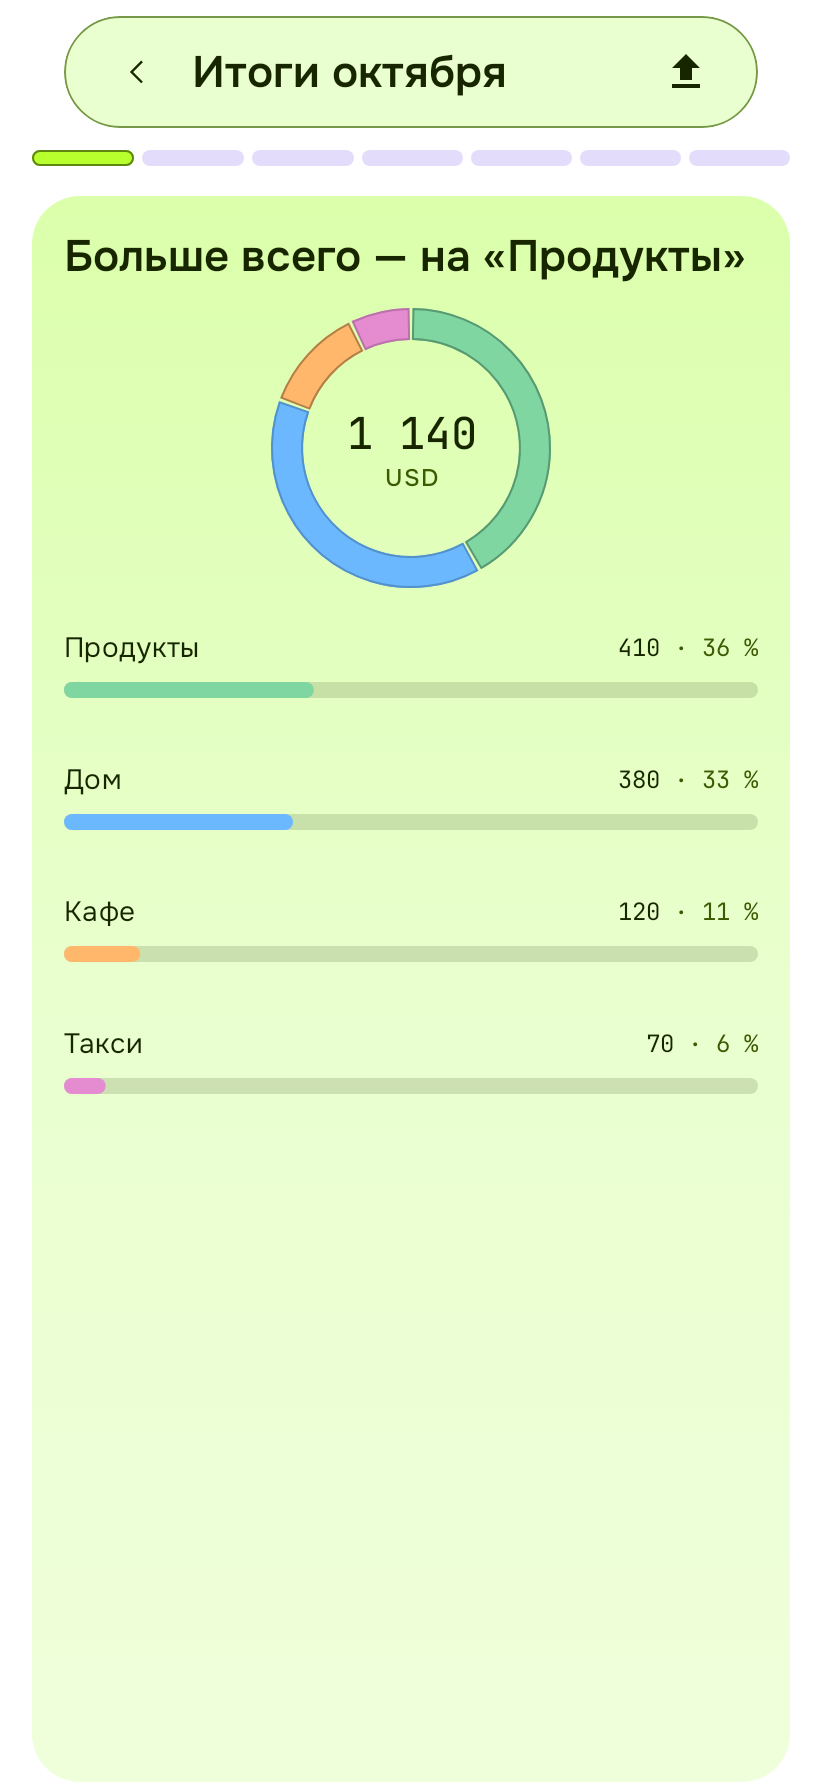 Итоги октября
Больше всего — на «Продукты»
1 140
USD
Продукты 410 · 36 %
Дом 380 · 33 %
Кафе 120 · 11 %
Такси 70 · 6 %